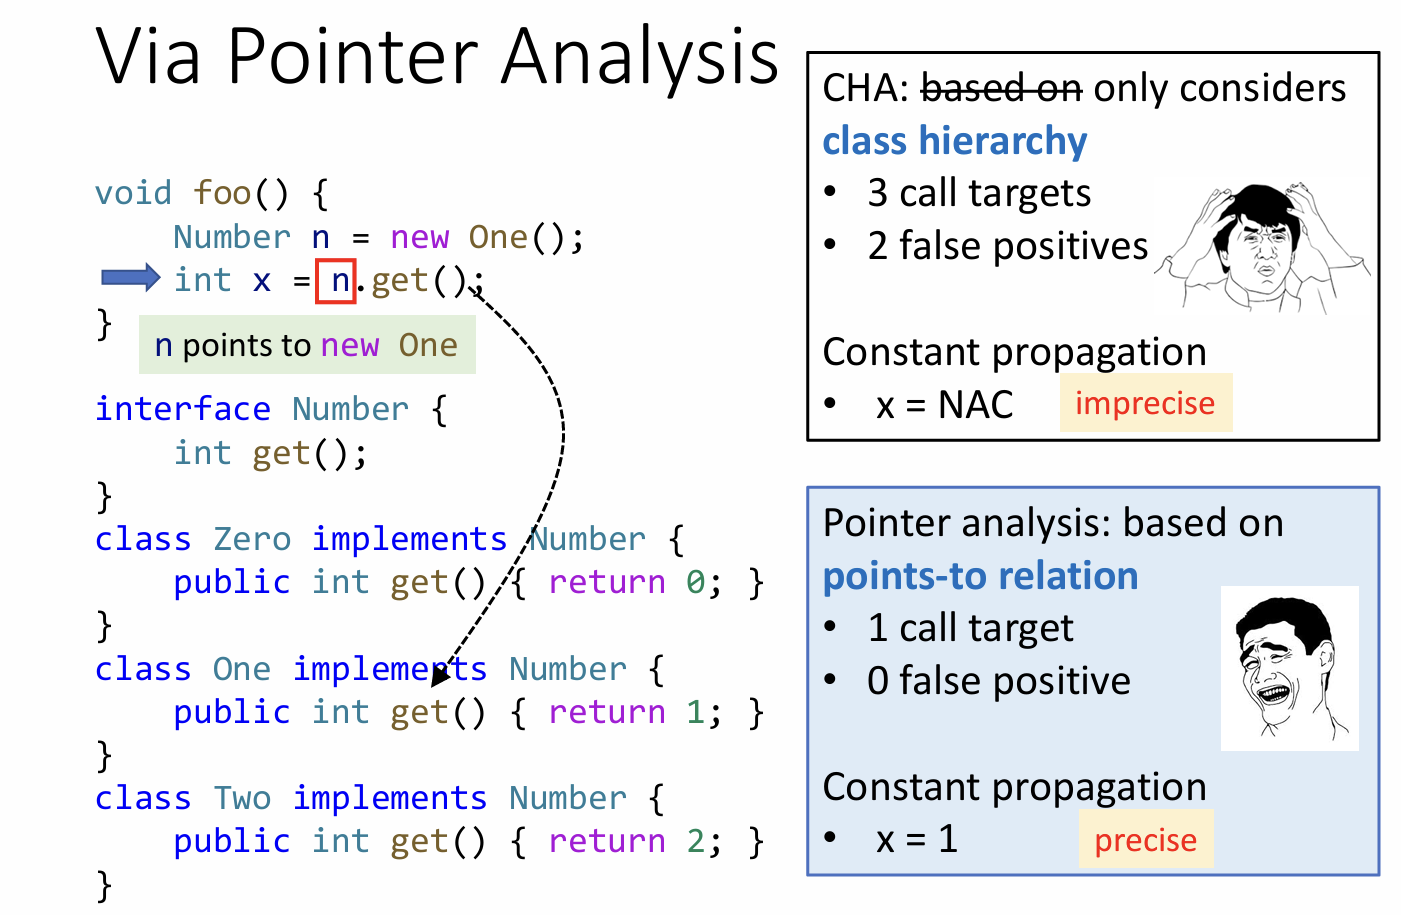 Via Pointer Analysis
void foo() {
    Number n = new One();
    int x = n.get();
}
n points to new One
interface Number {
    int get();
}
class Zero implements Number {
    public int get() { return 0; }
}
class One implements Number {
    public int get() { return 1; }
}
class Two implements Number {
    public int get() { return 2; }
}
CHA: based on only considers
class hierarchy
• 3 call targets
• 2 false positives
Constant propagation
• x = NAC imprecise
Pointer analysis: based on
points-to relation
• 1 call target
• 0 false positive
Constant propagation
• x = 1 precise